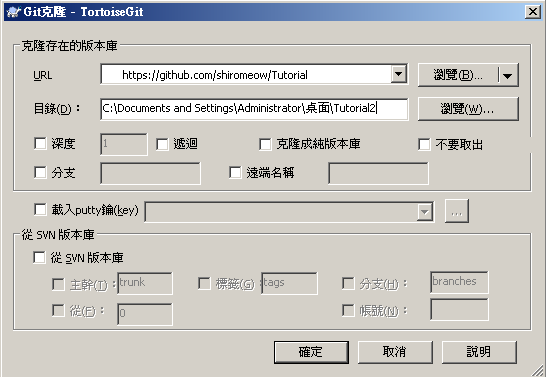 Git克隆 - TortoiseGit
克隆存在的版本庫
URL https://github.com/shiromeow/Tutorial 瀏覽(B)...
目錄(D)： C:\Documents and Settings\Administrator\桌面\Tutorial2 瀏覽(W)...
深度 1 遞迴 克隆成純版本庫 不要取出
分支 遠端名稱
載入putty鑰(key) ...
從 SVN 版本庫
從 SVN 版本庫
主幹(T)： trunk 標籤(G)： tags 分支(H)： branches
從(F)： 0 帳號(N)：
確定 取消 說明